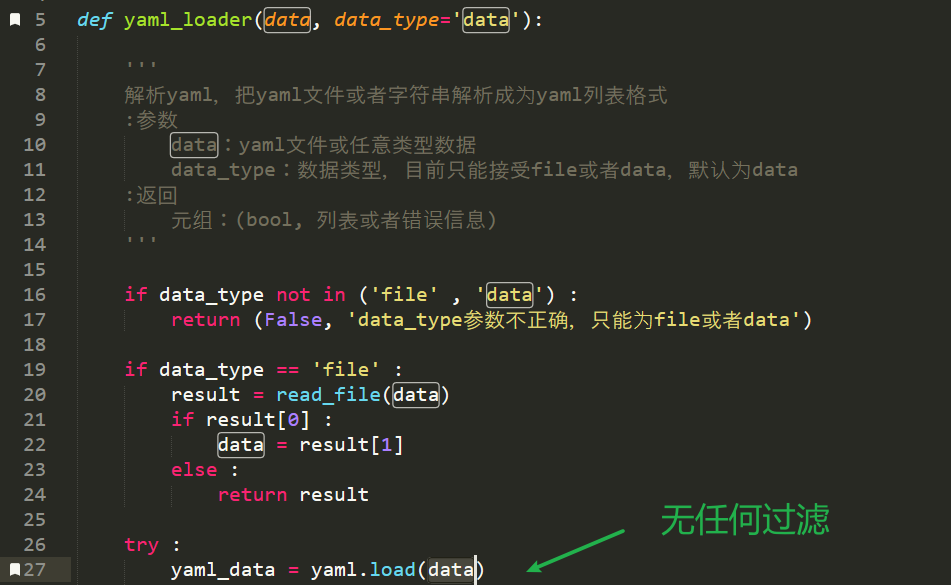 5 def yaml_loader(data, data_type='data'):
6
7 '''
8 解析yaml，把yaml文件或者字符串解析成为yaml列表格式
9 :参数
10 data：yaml文件或任意类型数据
11 data_type：数据类型，目前只能接受file或者data，默认为data
12 :返回
13 元组：(bool, 列表或者错误信息)
14 '''
15
16 if data_type not in ('file' , 'data') :
17 return (False, 'data_type参数不正确，只能为file或者data')
18
19 if data_type == 'file' :
20 result = read_file(data)
21 if result[0] :
22 data = result[1]
23 else :
24 return result
25
无任何过滤
26 try :
27 yaml_data = yaml.load(data)